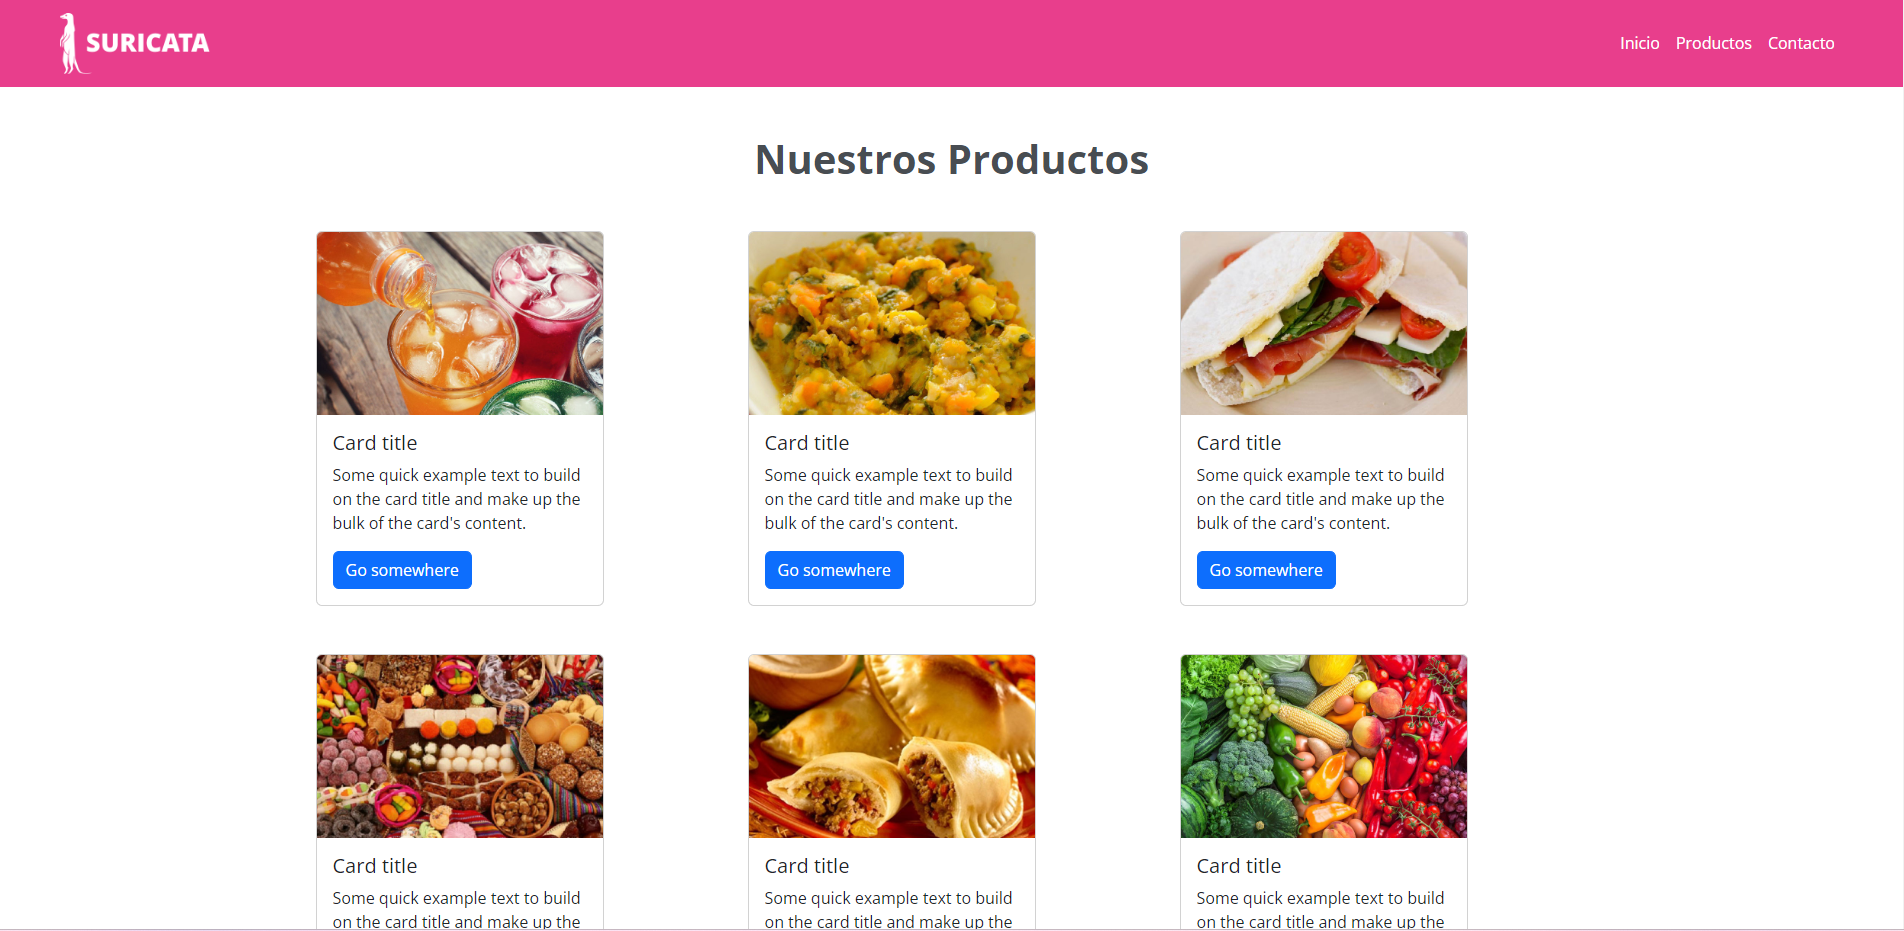 SURICATA
Inicio Productos Contacto
Nuestros Productos
Card title
Some quick example text to build
on the card title and make up the
bulk of the card's content.
Go somewhere
Card title
Some quick example text to build
on the card title and make up the
bulk of the card's content.
Go somewhere
Card title
Some quick example text to build
on the card title and make up the
bulk of the card's content.
Go somewhere
Card title
Some quick example text to build
on the card title and make up the
Card title
Some quick example text to build
on the card title and make up the
Card title
Some quick example text to build
on the card title and make up the